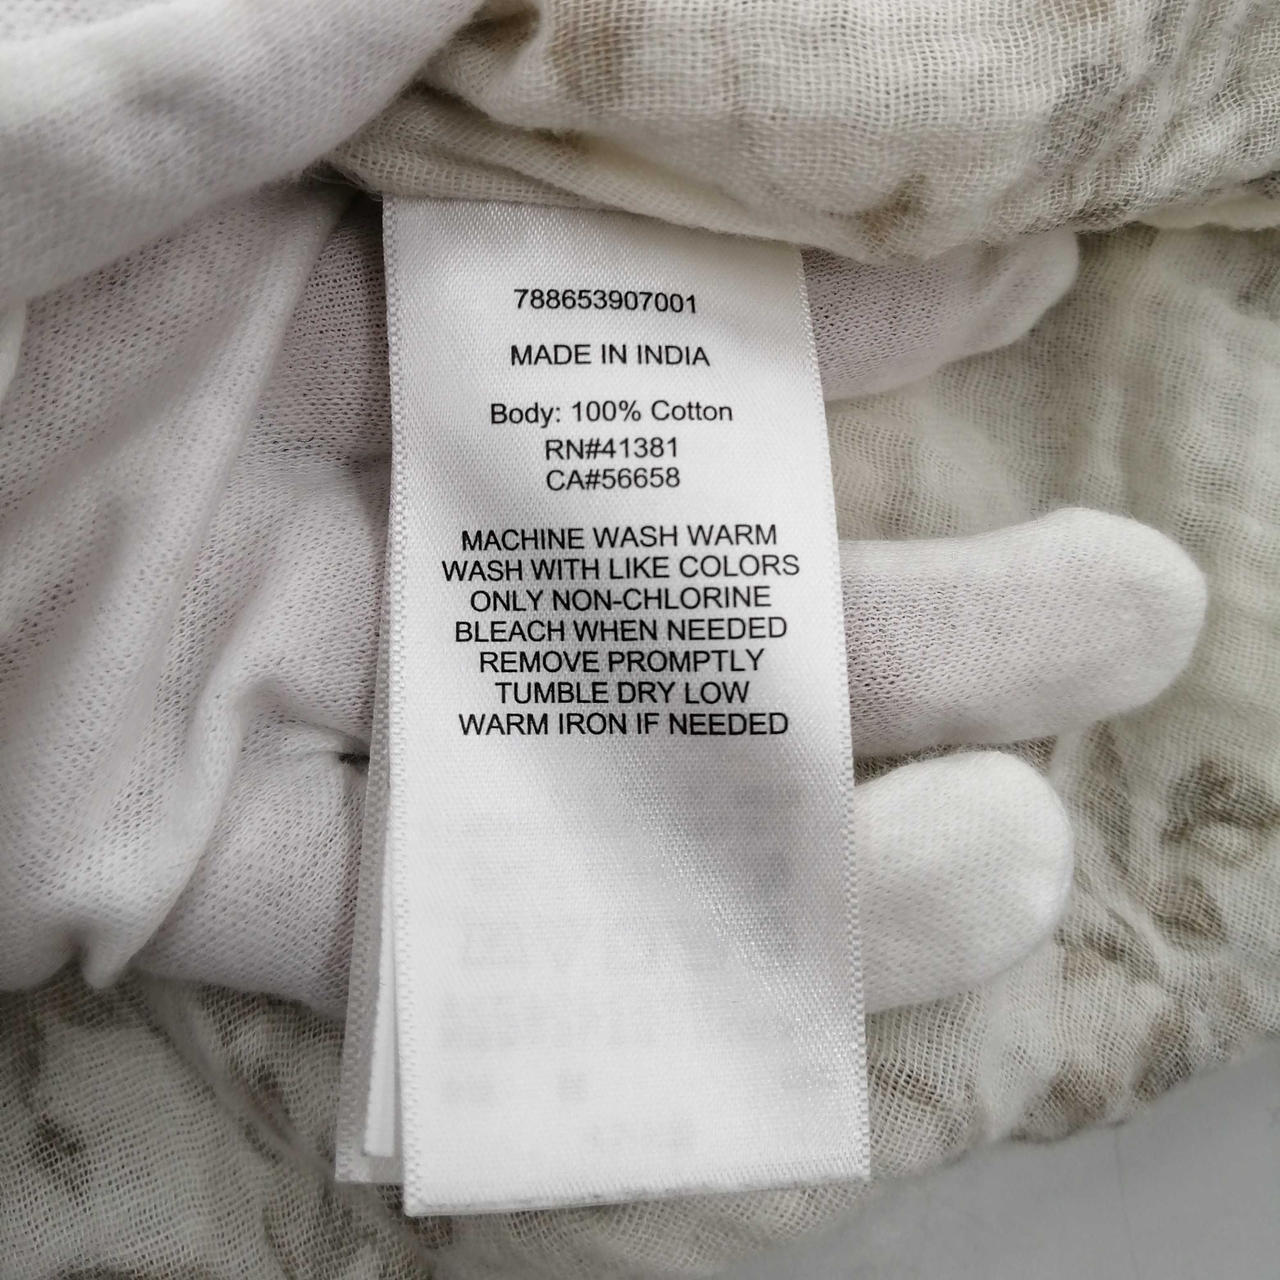 788653907001
MADE IN INDIA
Body: 100% Cotton
RN#41381
CA#56658
MACHINE WASH WARM
WASH WITH LIKE COLORS
ONLY NON-CHLORINE
BLEACH WHEN NEEDED
REMOVE PROMPTLY
TUMBLE DRY LOW
WARM IRON IF NEEDED